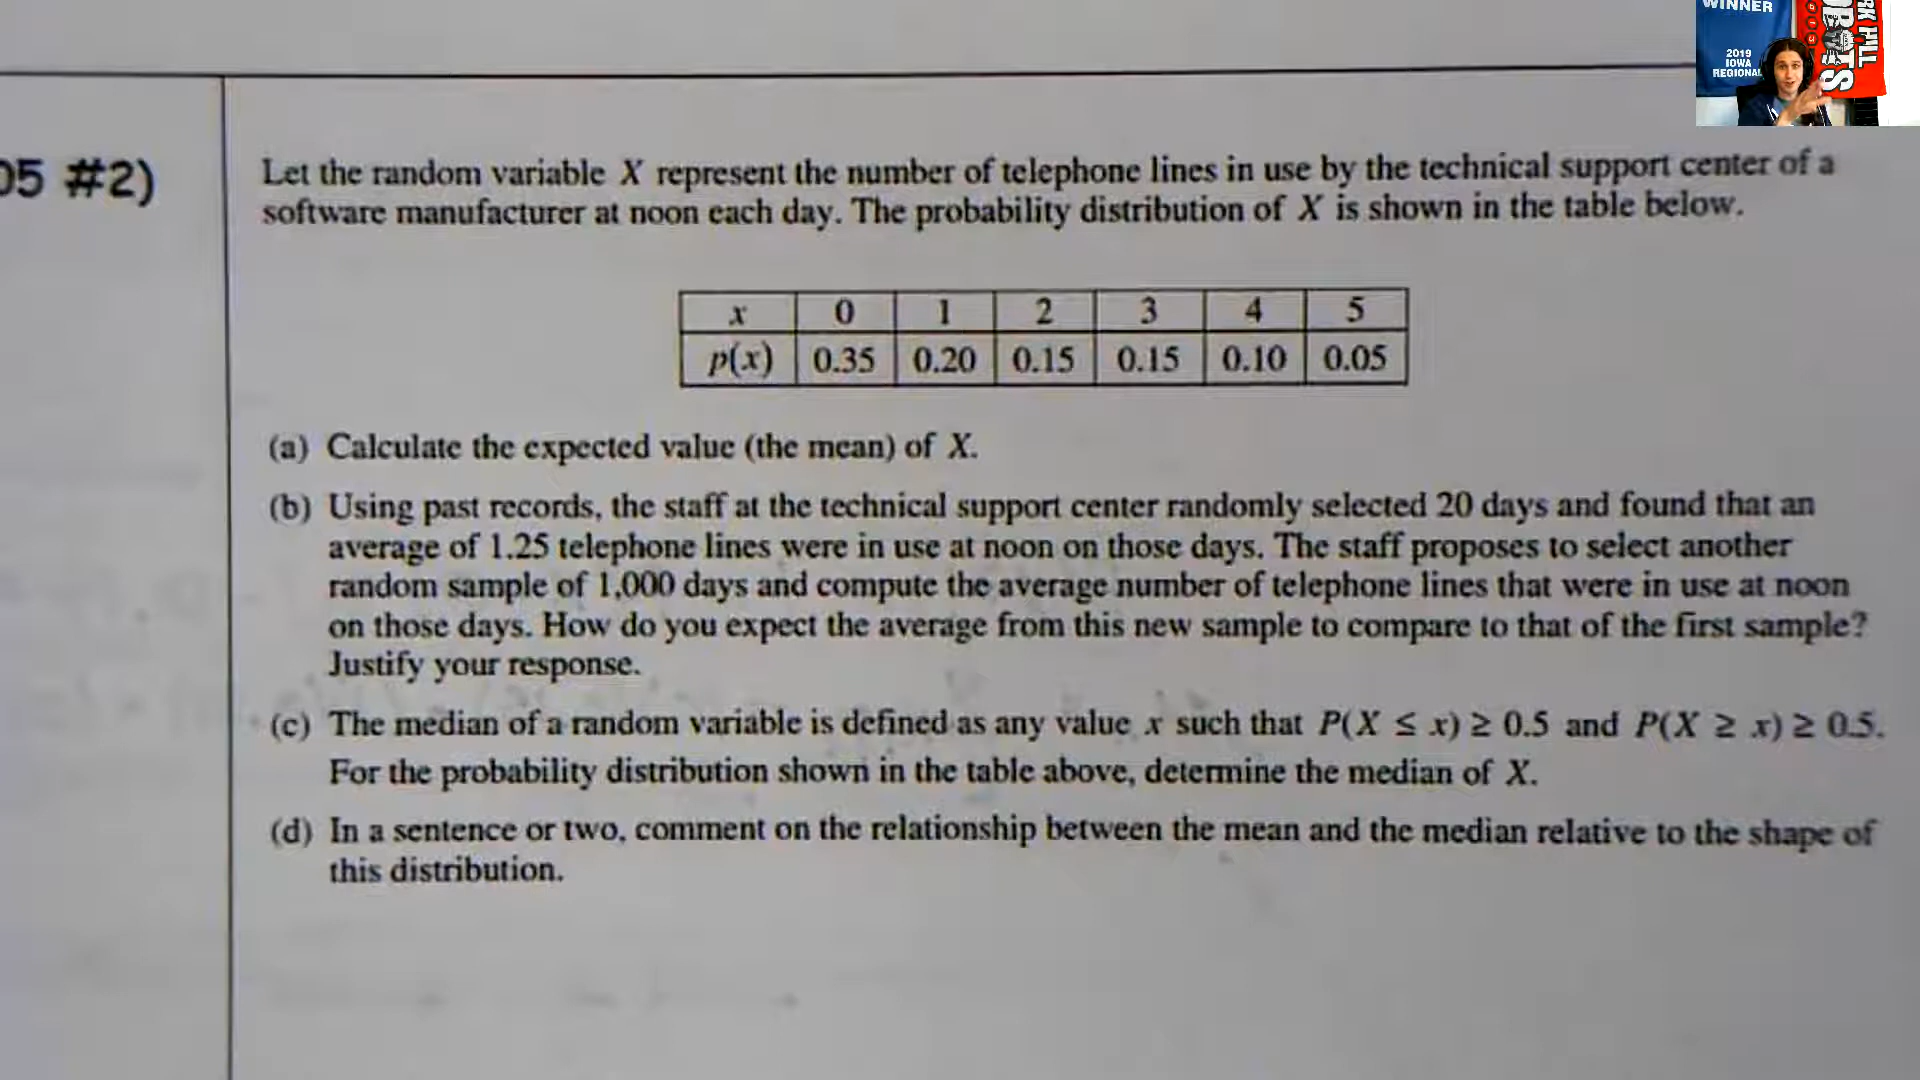 WINNER
2019
IOWA
REGIONAL
05 #2)
Let the random variable X represent the number of telephone lines in use by the technical support center of a
software manufacturer at noon each day. The probability distribution of X is shown in the table below.
x 0 1 2 3 4 5
p(x) 0.35 0.20 0.15 0.15 0.10 0.05
(a) Calculate the expected value (the mean) of X.
(b) Using past records, the staff at the technical support center randomly selected 20 days and found that an
average of 1.25 telephone lines were in use at noon on those days. The staff proposes to select another
random sample of 1,000 days and compute the average number of telephone lines that were in use at noon
on those days. How do you expect the average from this new sample to compare to that of the first sample?
Justify your response.
(c) The median of a random variable is defined as any value x such that P(X ≤ x) ≥ 0.5 and P(X ≥ x) ≥ 0.5.
For the probability distribution shown in the table above, determine the median of X.
(d) In a sentence or two, comment on the relationship between the mean and the median relative to the shape of
this distribution.